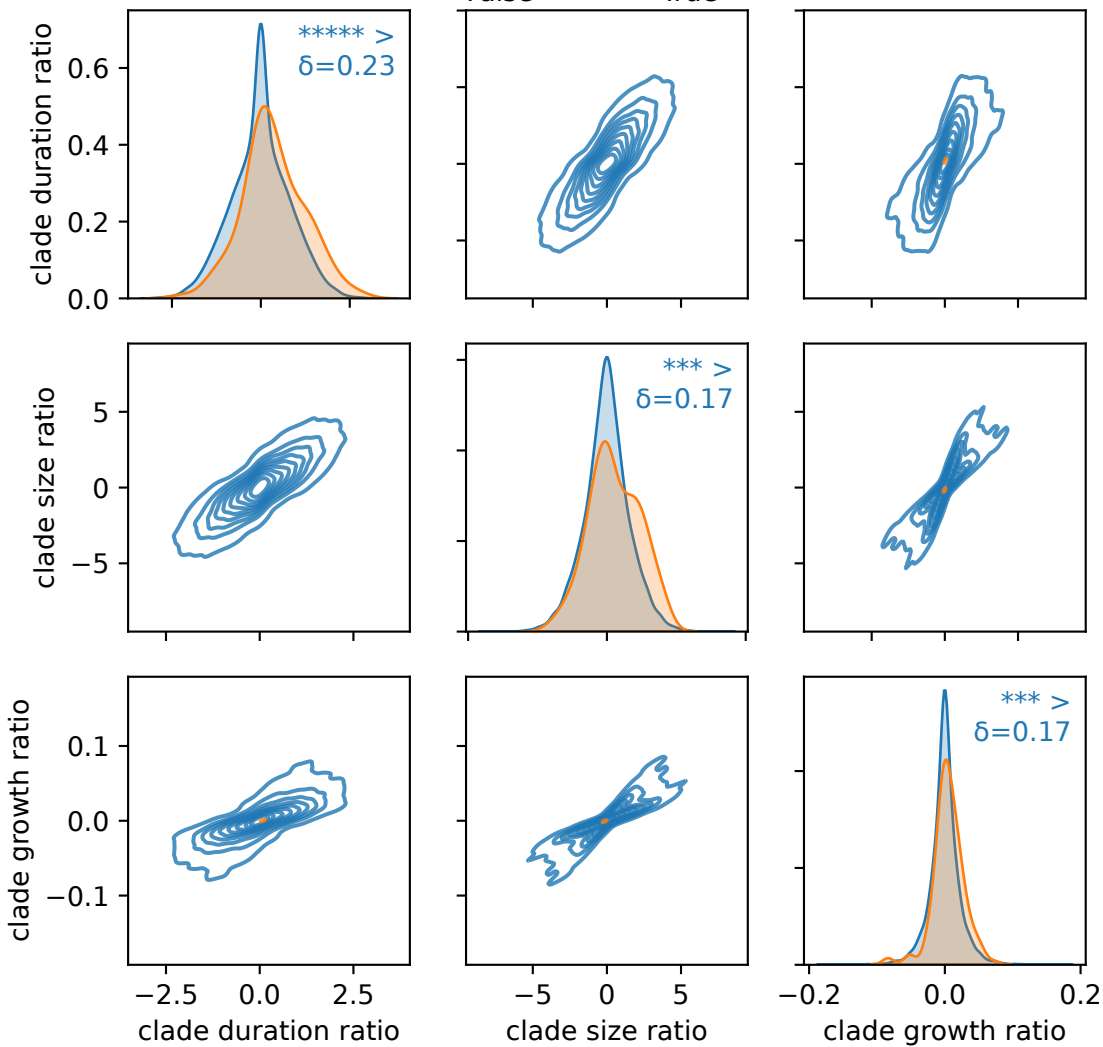 ***** >
δ=0.23
clade duration ratio
0.6
0.4
0.2
0.0
*** >
δ=0.17
clade size ratio
5
0
−5
*** >
δ=0.17
clade growth ratio
0.1
0.0
−0.1
−2.5 0.0 2.5
−5 0 5
−0.2 0.0 0.2
clade duration ratio
clade size ratio
clade growth ratio